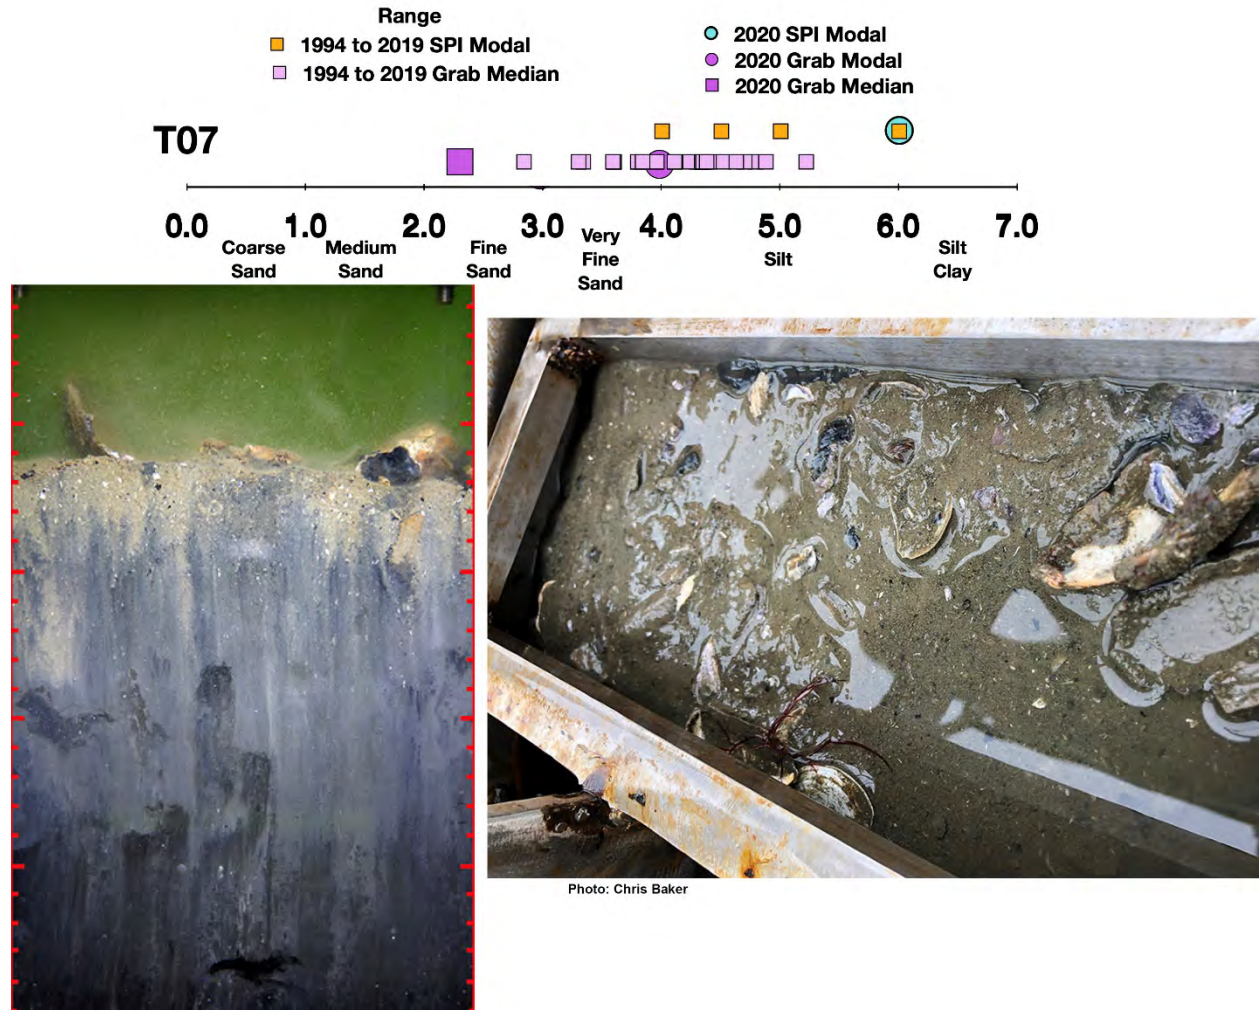 Range
1994 to 2019 SPI Modal
1994 to 2019 Grab Median
2020 SPI Modal
2020 Grab Modal
2020 Grab Median
T07
0.0 1.0 2.0 3.0 4.0 5.0 6.0 7.0
Coarse
Sand
Medium
Sand
Fine
Sand
Very
Fine
Sand
Silt
Silt
Clay
Photo: Chris Baker